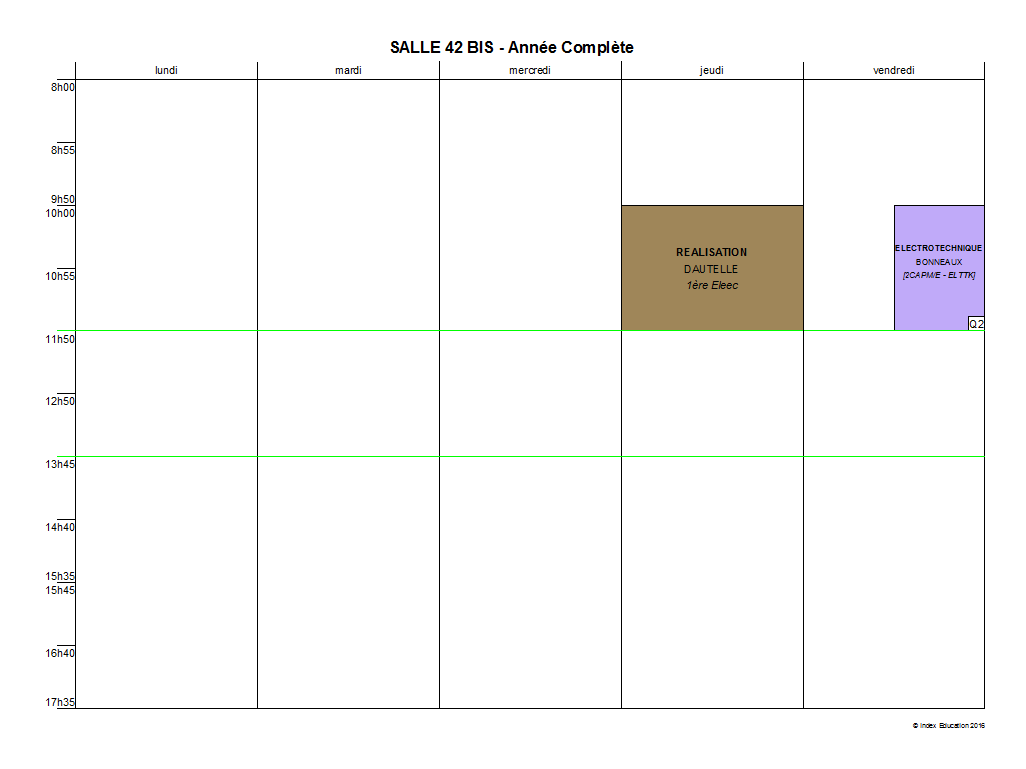 SALLE 42 BIS - Année Complète
lundi mardi mercredi jeudi vendredi
8h00
8h55
9h50
10h00
REALISATION
DAUTELLE
1ère Eleec
ELECTROTECHNIQUE
BONNEAUX
[2CAPM/E - ELTTK]
10h55
Q2
11h50
12h50
13h45
14h40
15h35
15h45
16h40
17h35
© Index Education 2016